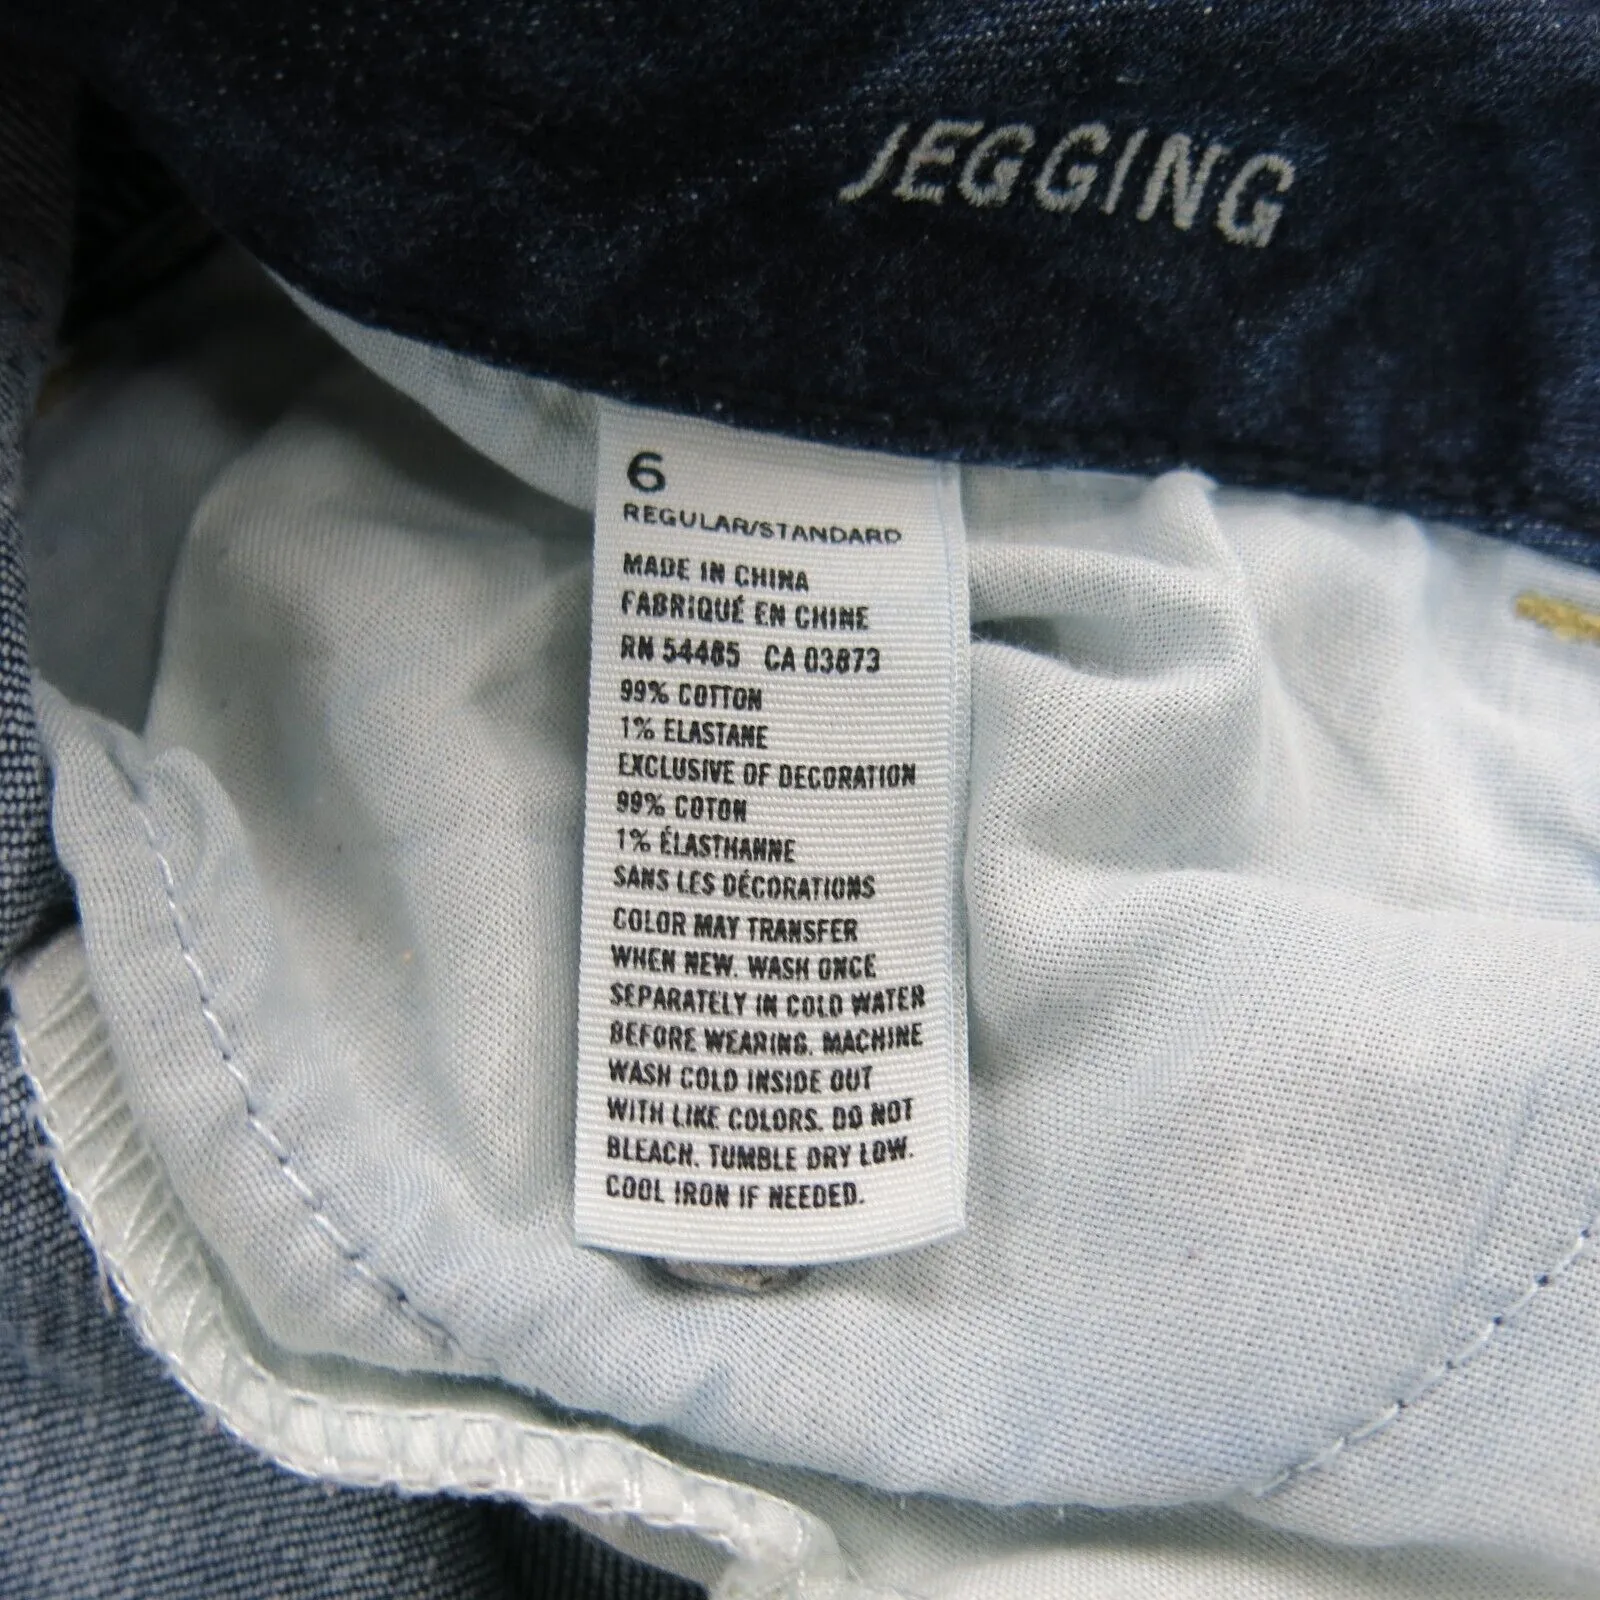 JEGGING
6
REGULAR/STANDARD
MADE IN CHINA
FABRIQUÉ EN CHINE
RN 54485 CA 03873
99% COTTON
1% ELASTANE
EXCLUSIVE OF DECORATION
99% COTON
1% ÉLASTHANNE
SANS LES DÉCORATIONS
COLOR MAY TRANSFER
WHEN NEW. WASH ONCE
SEPARATELY IN COLD WATER
BEFORE WEARING. MACHINE
WASH COLD INSIDE OUT
WITH LIKE COLORS. DO NOT
BLEACH. TUMBLE DRY LOW.
COOL IRON IF NEEDED.